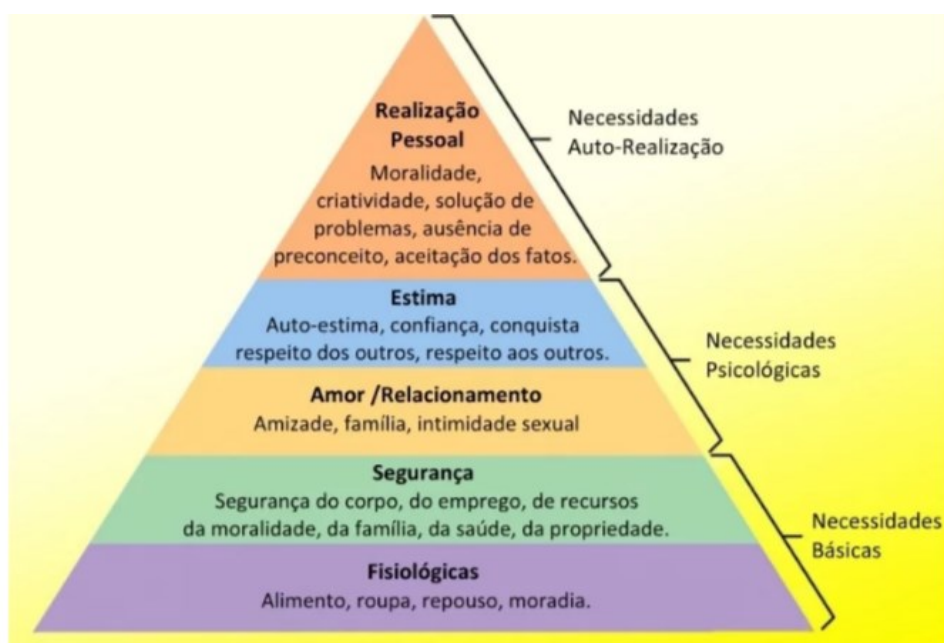 Realização
Pessoal
Moralidade,
criatividade, solução de
problemas, ausência de
preconceito, aceitação dos fatos.
Necessidades
Auto-Realização
Estima
Auto-estima, confiança, conquista
respeito dos outros, respeito aos outros.
Necessidades
Psicológicas
Amor /Relacionamento
Amizade, família, intimidade sexual
Segurança
Segurança do corpo, do emprego, de recursos
da moralidade, da família, da saúde, da propriedade.
Necessidades
Básicas
Fisiológicas
Alimento, roupa, repouso, moradia.